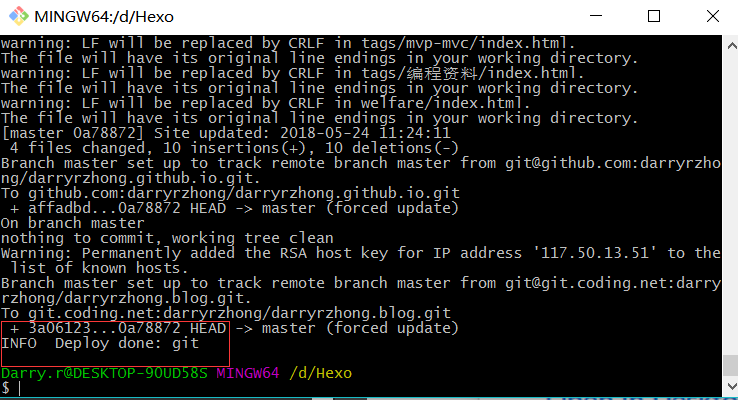 MINGW64:/d/Hexo
warning: LF will be replaced by CRLF in tags/mvp-mvc/index.html.
The file will have its original line endings in your working directory.
warning: LF will be replaced by CRLF in tags/编程资料/index.html.
The file will have its original line endings in your working directory.
warning: LF will be replaced by CRLF in welfare/index.html.
The file will have its original line endings in your working directory.
[master 0a78872] Site updated: 2018-05-24 11:24:11
 4 files changed, 10 insertions(+), 10 deletions(-)
Branch master set up to track remote branch master from git@github.com:darryrzho
ng/darryrzhong.github.io.git.
To github.com:darryrzhong/darryrzhong.github.io.git
 + affadbd...0a78872 HEAD -> master (forced update)
On branch master
nothing to commit, working tree clean
Warning: Permanently added the RSA host key for IP address '117.50.13.51' to the
 list of known hosts.
Branch master set up to track remote branch master from git@git.coding.net:darry
rzhong/darryrzhong.blog.git.
To git.coding.net:darryrzhong/darryrzhong.blog.git
 + 3a06123...0a78872 HEAD -> master (forced update)
INFO  Deploy done: git
Darry.r@DESKTOP-9OUD58S MINGW64 /d/Hexo
$